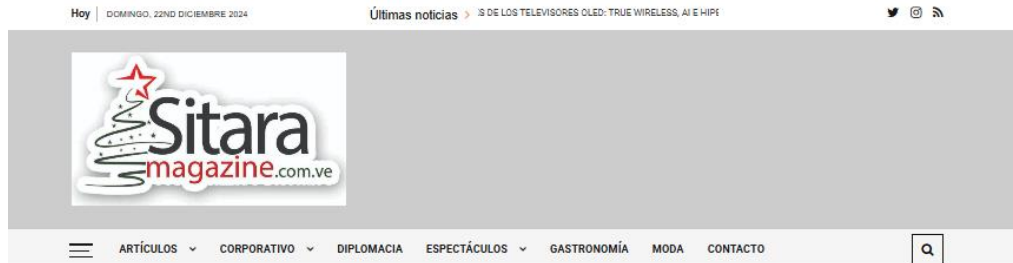 Hoy DOMINGO, 22ND DICIEMBRE 2024 Últimas noticias > S DE LOS TELEVISORES OLED: TRUE WIRELESS, AI E HIPE
Sitara
magazine.com.ve
ARTÍCULOS CORPORATIVO DIPLOMACIA ESPECTÁCULOS GASTRONOMÍA MODA CONTACTO